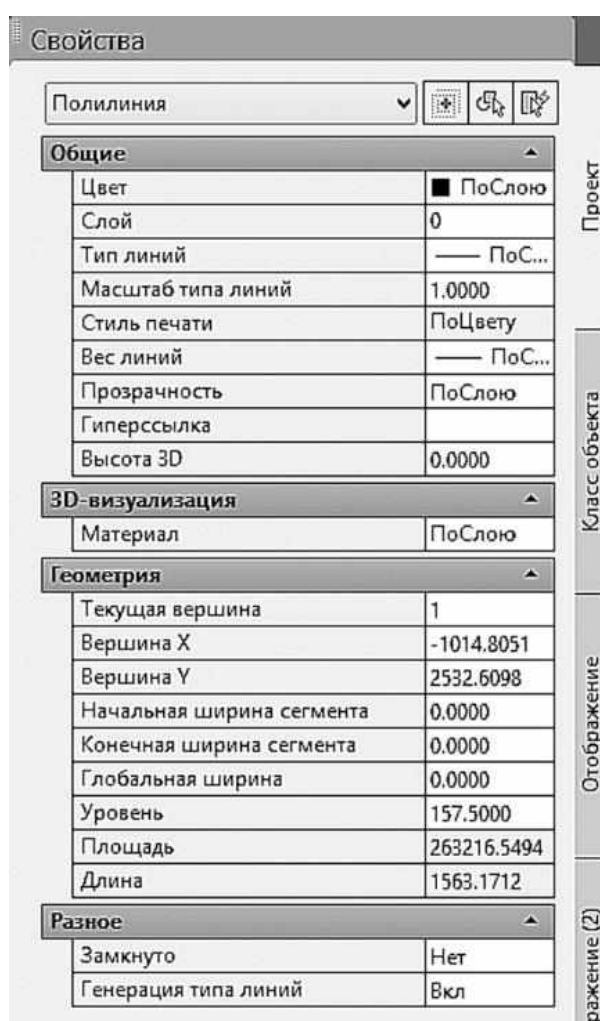 Свойства
Полилиния
Общие
Цвет ПоСлою
Слой 0
Тип линий ПоС...
Масштаб типа линий 1.0000
Стиль печати ПоЦвету
Вес линий ПоС...
Прозрачность ПоСлою
Гиперссылка
Высота 3D 0.0000
3D-визуализация
Материал ПоСлою
Геометрия
Текущая вершина 1
Вершина X -1014.8051
Вершина Y 2532.6098
Начальная ширина сегмента 0.0000
Конечная ширина сегмента 0.0000
Глобальная ширина 0.0000
Уровень 157.5000
Площадь 263216.5494
Длина 1563.1712
Разное
Замкнуто Нет
Генерация типа линий Вкл
Проект
Класс объекта
Отображение
ражение (2)